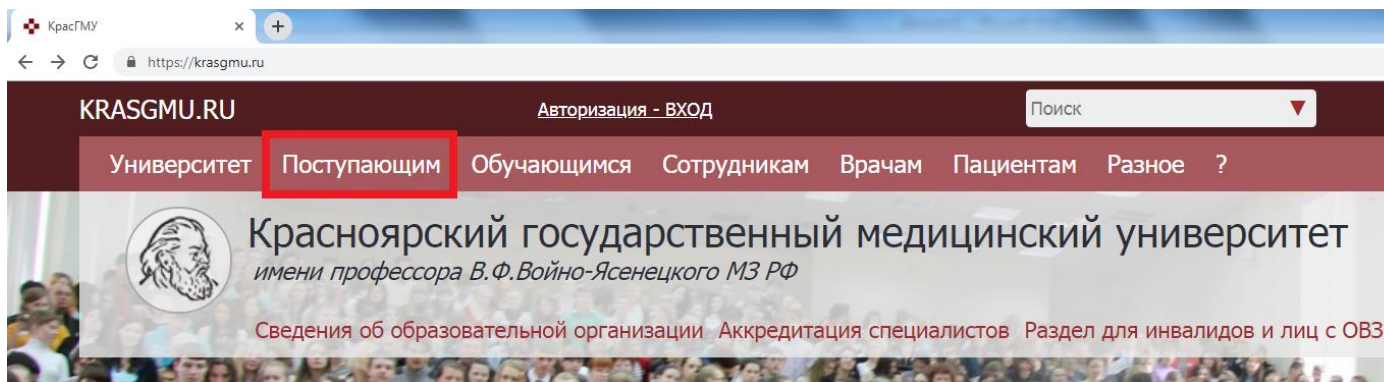 КрасГМУ
https://krasgmu.ru
KRASGMU.RU Авторизация - ВХОД Поиск
Университет Поступающим Обучающимся Сотрудникам Врачам Пациентам Разное ?
Красноярский государственный медицинский университет
имени профессора В.Ф.Войно-Ясенецкого МЗ РФ
Сведения об образовательной организации Аккредитация специалистов Раздел для инвалидов и лиц с ОВЗ